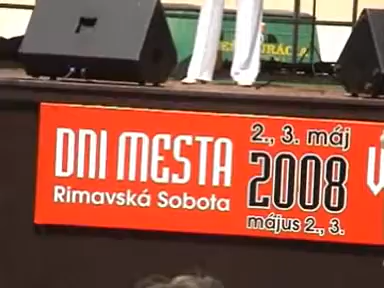 DNI MESTA
Rimavská Sobota
2., 3. máj
2008
május 2., 3.
V